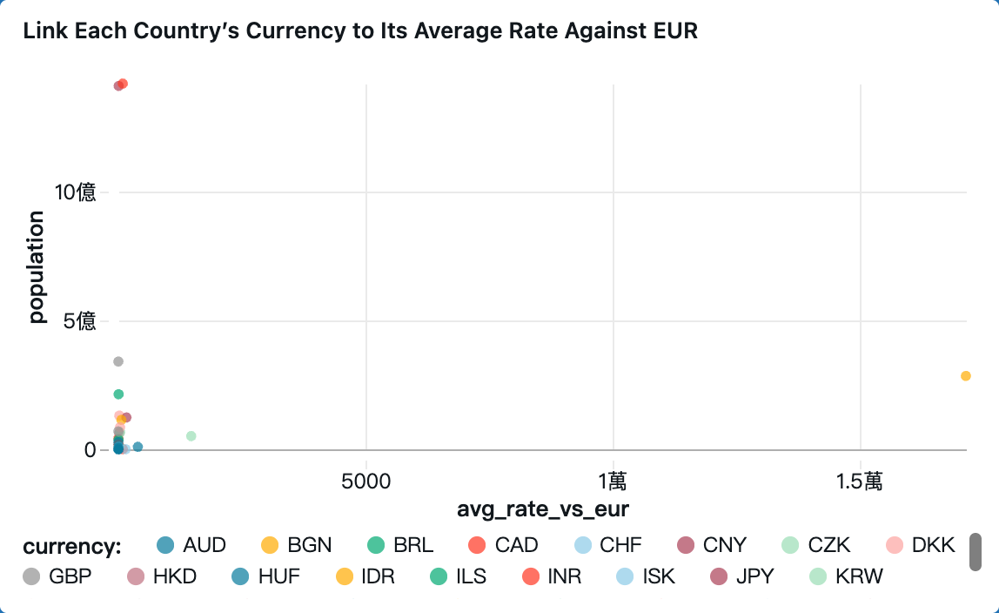 Link Each Country’s Currency to Its Average Rate Against EUR
10億
population
5億
0
5000
1萬
1.5萬
avg_rate_vs_eur
currency: AUD BGN BRL CAD CHF CNY CZK DKK
GBP HKD HUF IDR ILS INR ISK JPY KRW